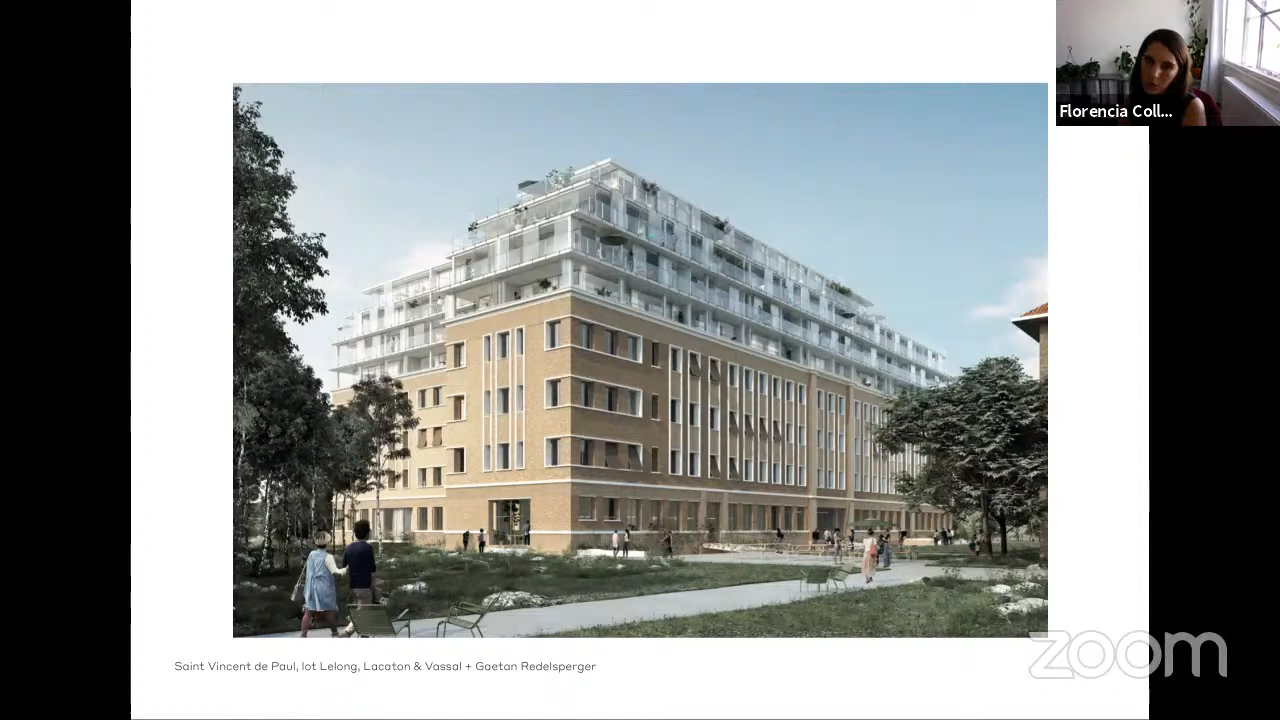 Florencia Coll...
Saint Vincent de Paul, lot Lelong, Lacaton & Vassal + Gaetan Redelsperger
zoom